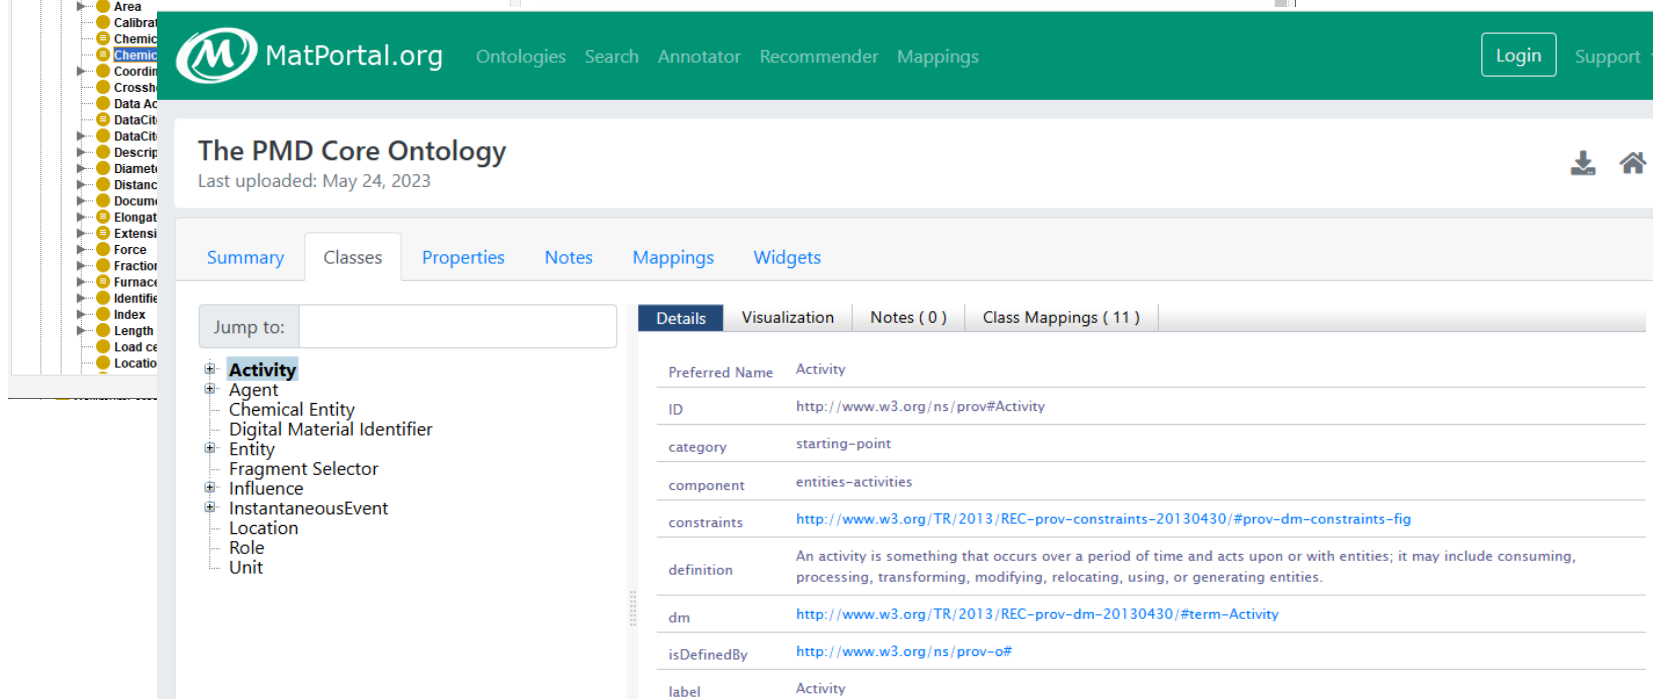 Area
Calibrat
Chemic
Chemic
Coordin
Crossh
Data Ac
DataCit
DataCit
Descrip
Diamet
Distanc
Docum
Elongat
Extensi
Force
Fraction
Furnac
Identifie
Index
Length
Load ce
Locatio
M MatPortal.org Ontologies Search Annotator Recommender Mappings Login Support
The PMD Core Ontology
Last uploaded: May 24, 2023
Summary Classes Properties Notes Mappings Widgets
Jump to:
Activity
Agent
Chemical Entity
Digital Material Identifier
Entity
Fragment Selector
Influence
InstantaneousEvent
Location
Role
Unit
Details Visualization Notes ( 0 ) Class Mappings ( 11 )
Preferred Name Activity
ID http://www.w3.org/ns/prov#Activity
category starting-point
component entities-activities
constraints http://www.w3.org/TR/2013/REC-prov-constraints-20130430/#prov-dm-constraints-fig
definition An activity is something that occurs over a period of time and acts upon or with entities; it may include consuming,
processing, transforming, modifying, relocating, using, or generating entities.
dm http://www.w3.org/TR/2013/REC-prov-dm-20130430/#term-Activity
isDefinedBy http://www.w3.org/ns/prov-o#
label Activity